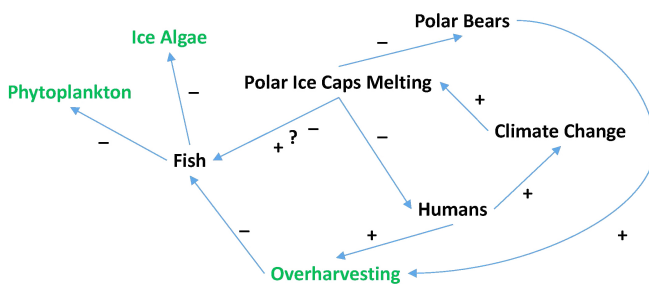 Polar Bears
–
Ice Algae
Polar Ice Caps Melting
Phytoplankton
–
+
Climate Change
–
+ ? –
–
Fish
+
Humans
–
+
+
Overharvesting